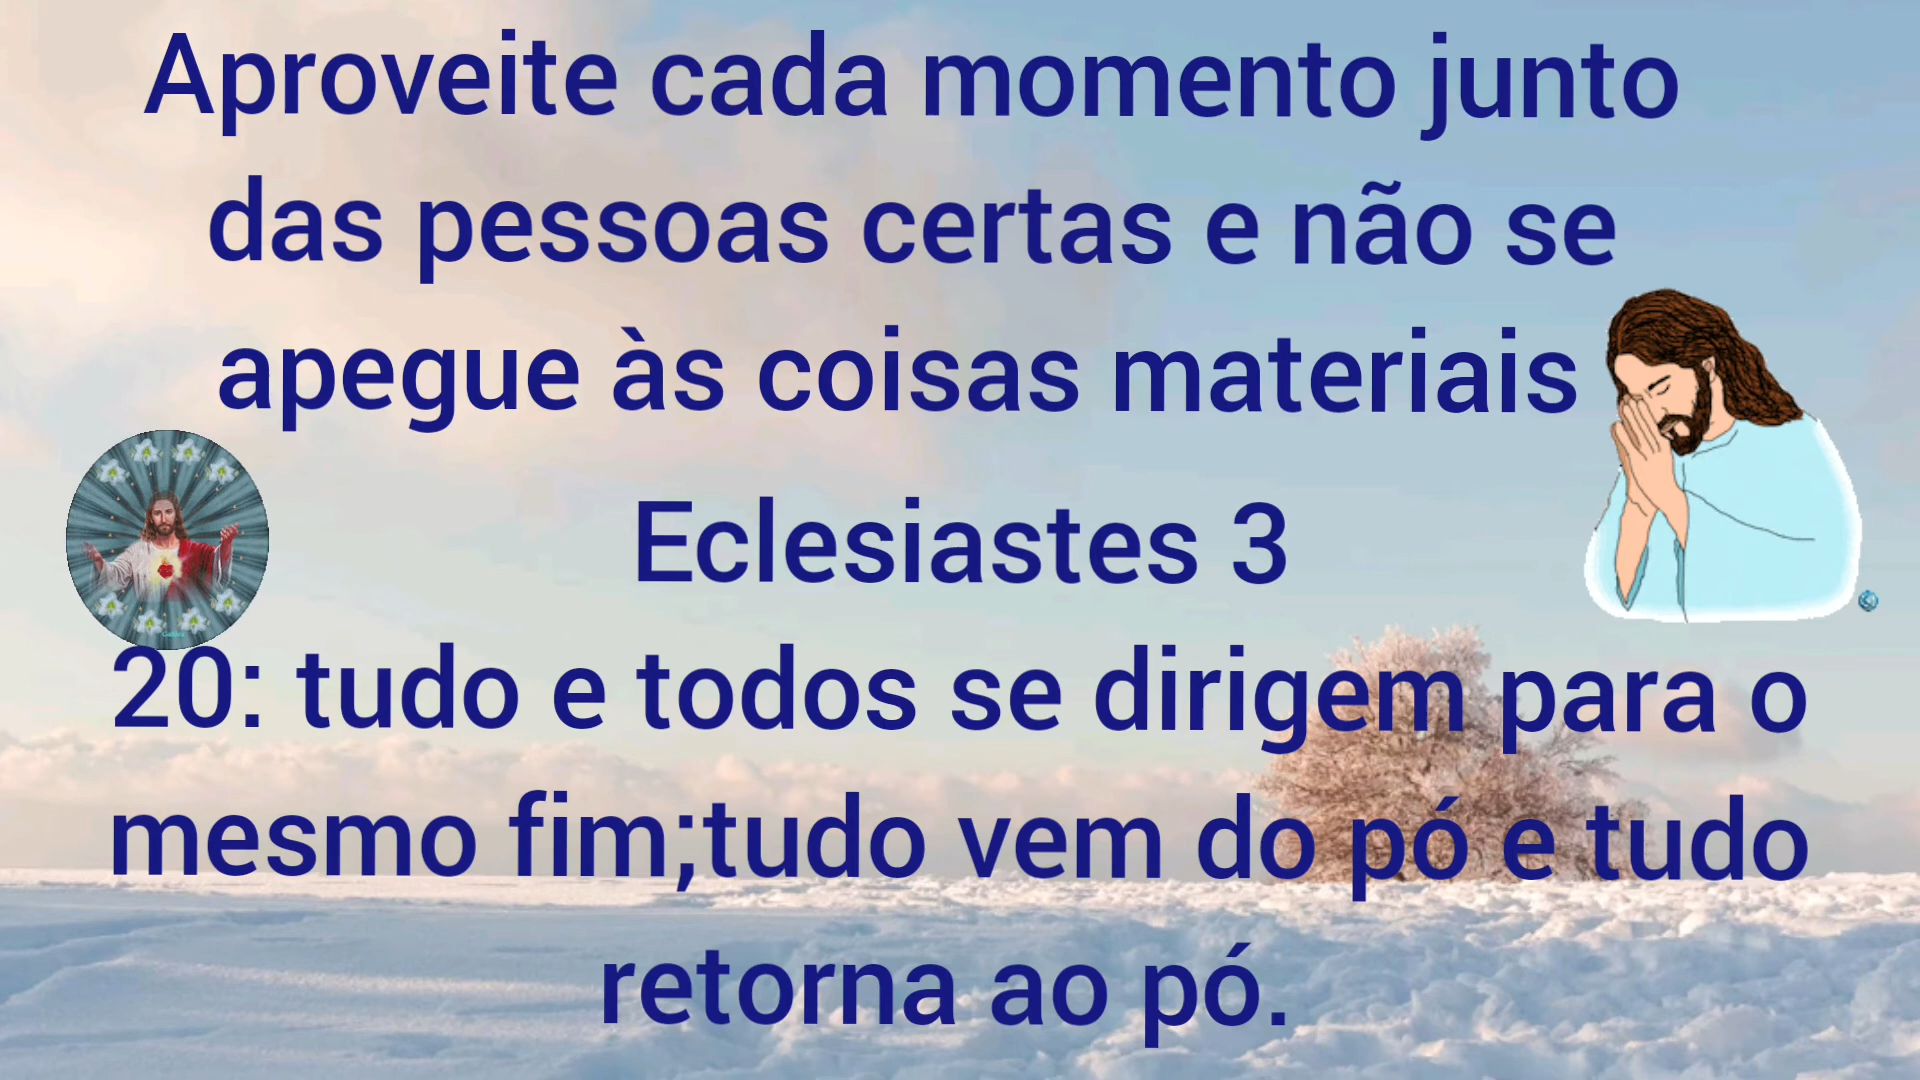 Aproveite cada momento junto
das pessoas certas e não se
apegue às coisas materiais
Eclesiastes 3
20: tudo e todos se dirigem para o
mesmo fim;tudo vem do pó e tudo
retorna ao pó.